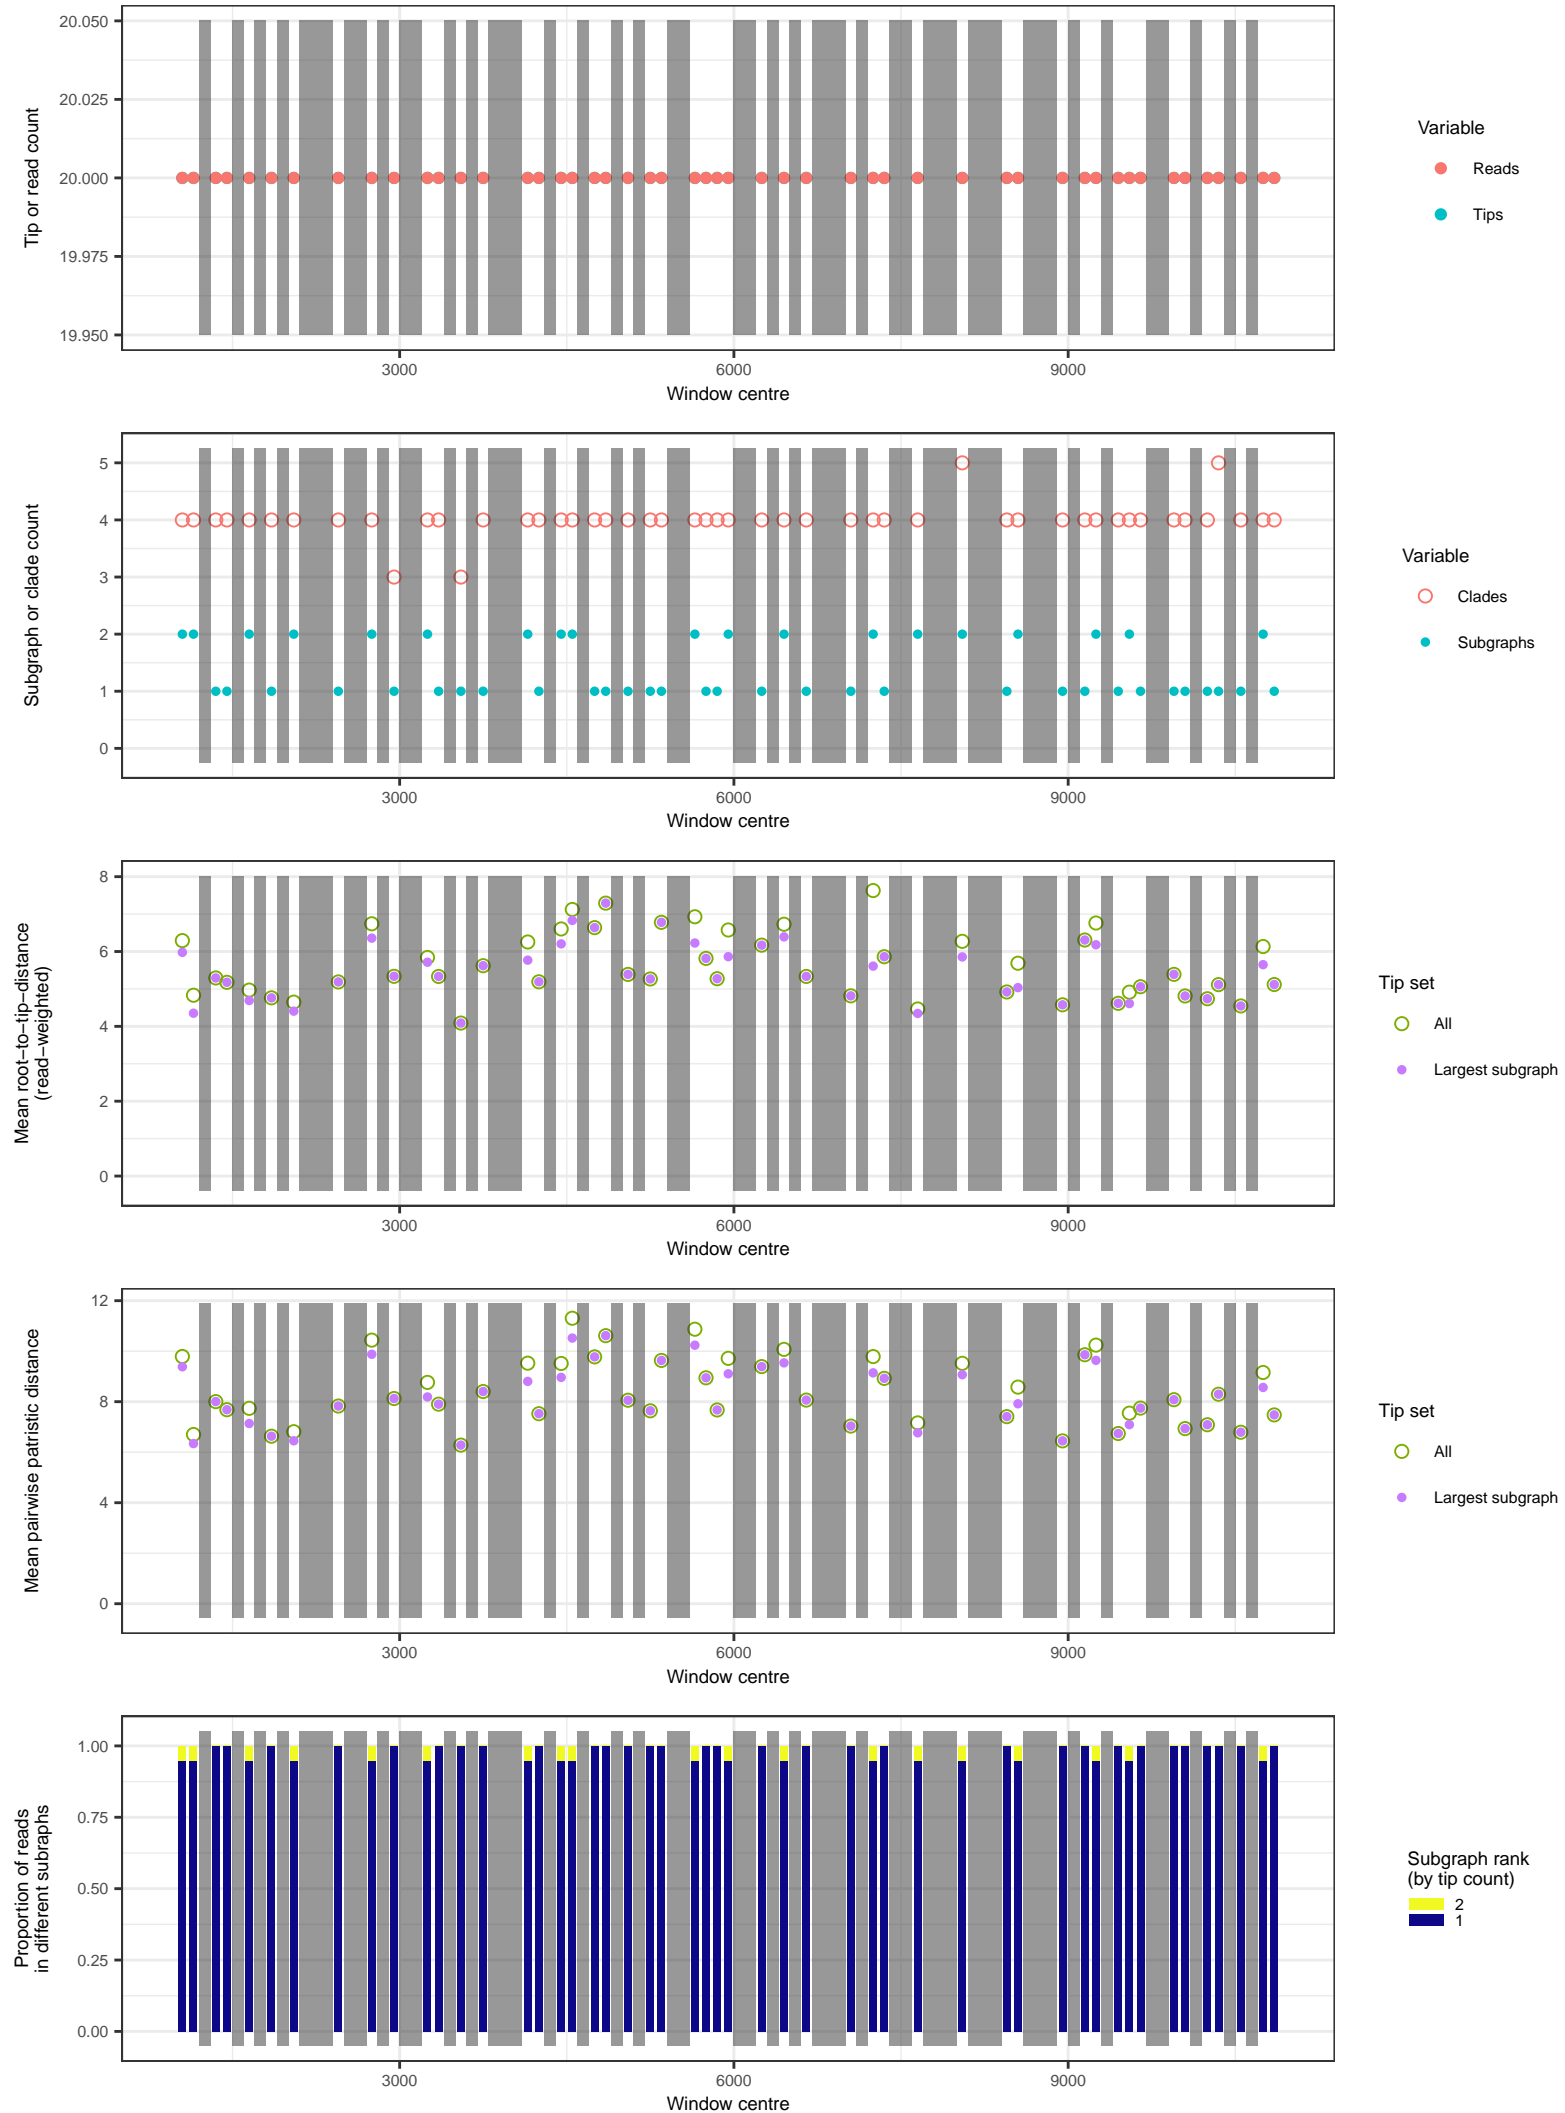 20.050
20.025
20.000
19.975
19.950
Tip or read count
3000
6000
9000
Window centre
Variable
Reads
Tips
5
4
3
2
1
0
Subgraph or clade count
3000
6000
9000
Window centre
Variable
Clades
Subgraphs
8
6
4
2
0
Mean root−to−tip−distance
(read−weighted)
3000
6000
9000
Window centre
Tip set
All
Largest subgraph
12
8
4
0
Mean pairwise patristic distance
3000
6000
9000
Window centre
Tip set
All
Largest subgraph
1.00
0.75
0.50
0.25
0.00
Proportion of reads
in different subraphs
3000
6000
9000
Window centre
Subgraph rank
(by tip count)
2
1